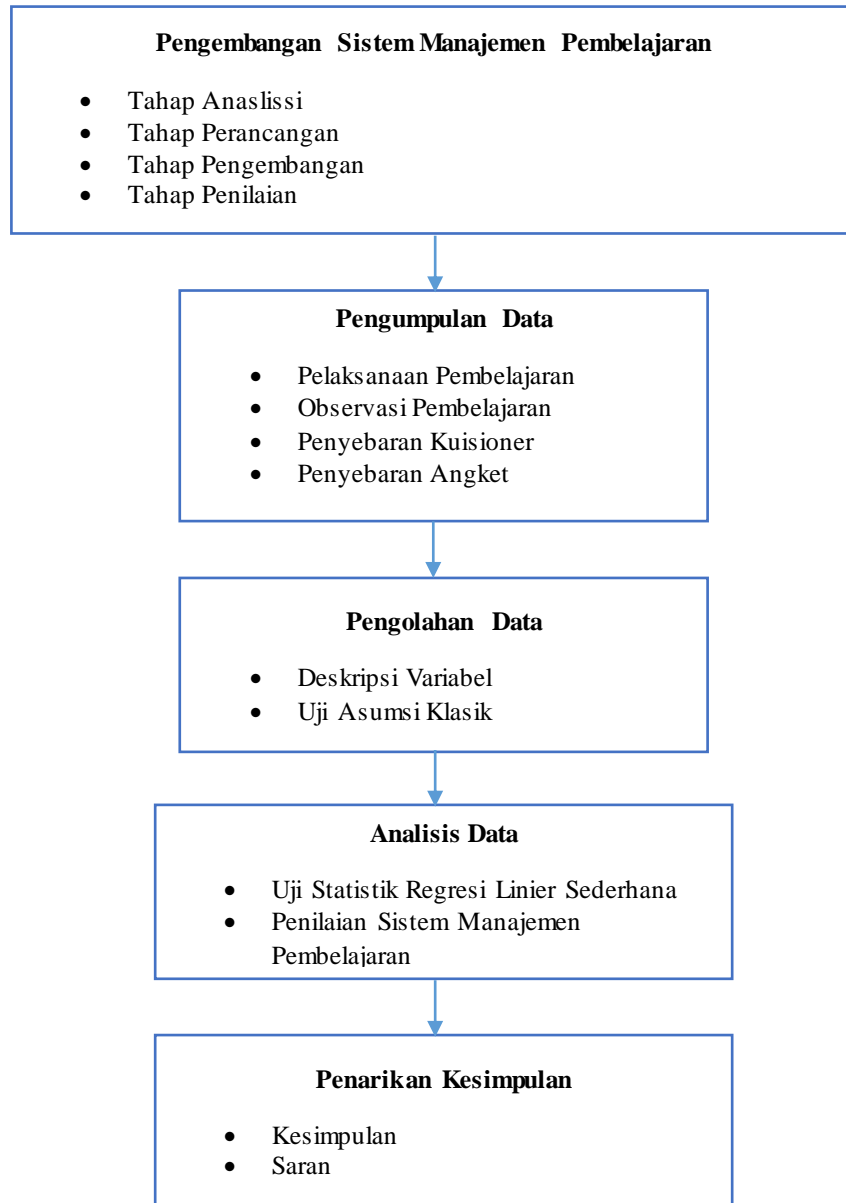 Pengembangan Sistem Manajemen Pembelajaran
• Tahap Anaslissi
• Tahap Perancangan
• Tahap Pengembangan
• Tahap Penilaian
Pengumpulan Data
• Pelaksanaan Pembelajaran
• Observasi Pembelajaran
• Penyebaran Kuisioner
• Penyebaran Angket
Pengolahan Data
• Deskripsi Variabel
• Uji Asumsi Klasik
Analisis Data
• Uji Statistik Regresi Linier Sederhana
• Penilaian Sistem Manajemen
Pembelajaran
Penarikan Kesimpulan
• Kesimpulan
• Saran